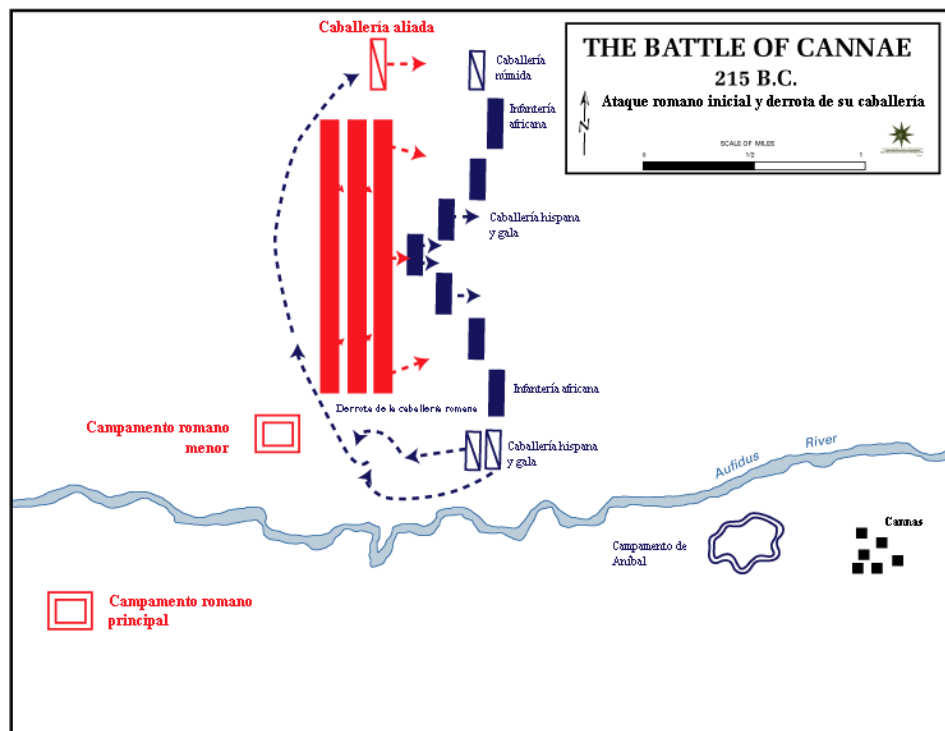 Caballería aliada
THE BATTLE OF CANNAE
215 B.C.
Ataque romano inicial y derrota de su caballería
N
SCALE OF MILES
0 1/2 1
Caballería
númida
Infantería
africana
Caballería hispana
y gala
Infantería africana
Derrota de la caballería romana
Campamento romano
menor
Caballería hispana
y gala
Aufidus River
Campamento de
Aníbal
Cannas
Campamento romano
principal